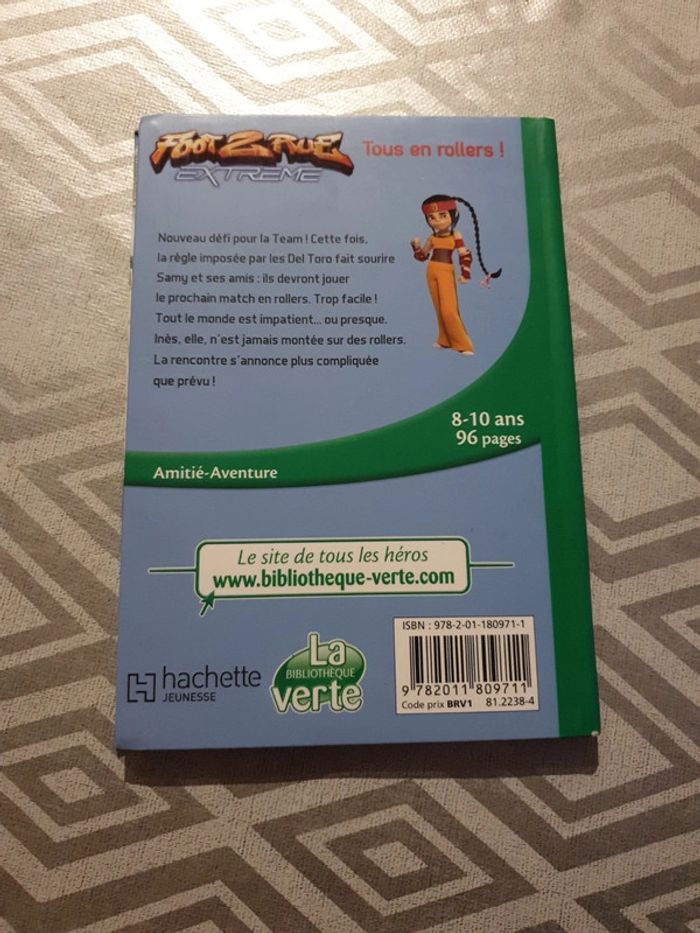 FOOT 2 RUE
EXTREME
Tous en rollers !
Nouveau défi pour la Team ! Cette fois,
la règle imposée par les Del Toro fait sourire
Samy et ses amis : ils devront jouer
le prochain match en rollers. Trop facile !
Tout le monde est impatient... ou presque.
Inès, elle, n'est jamais montée sur des rollers.
La rencontre s'annonce plus compliquée
que prévu !
8-10 ans
96 pages
Amitié-Aventure
Le site de tous les héros
www.bibliotheque-verte.com
ISBN : 978-2-01-180971-1
9 782011 809711
Code prix BRV1 81.2238-4
hachette
JEUNESSE
La
BIBLIOTHÈQUE
verte